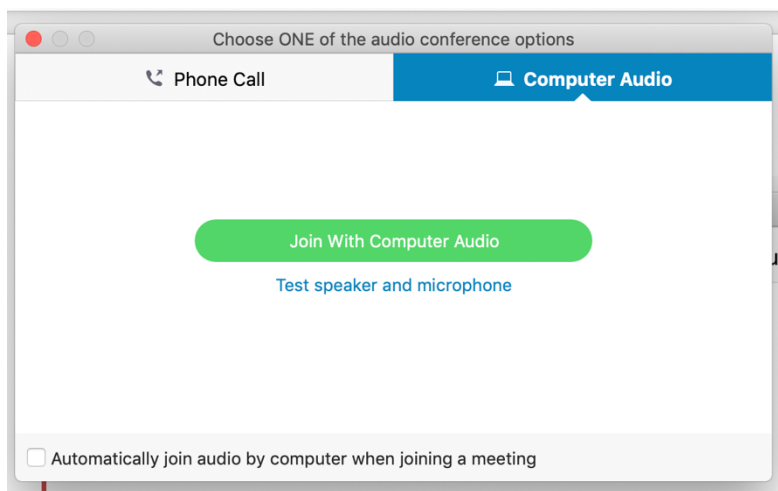 Choose ONE of the audio conference options
Phone Call
Computer Audio
Join With Computer Audio
Test speaker and microphone
Automatically join audio by computer when joining a meeting